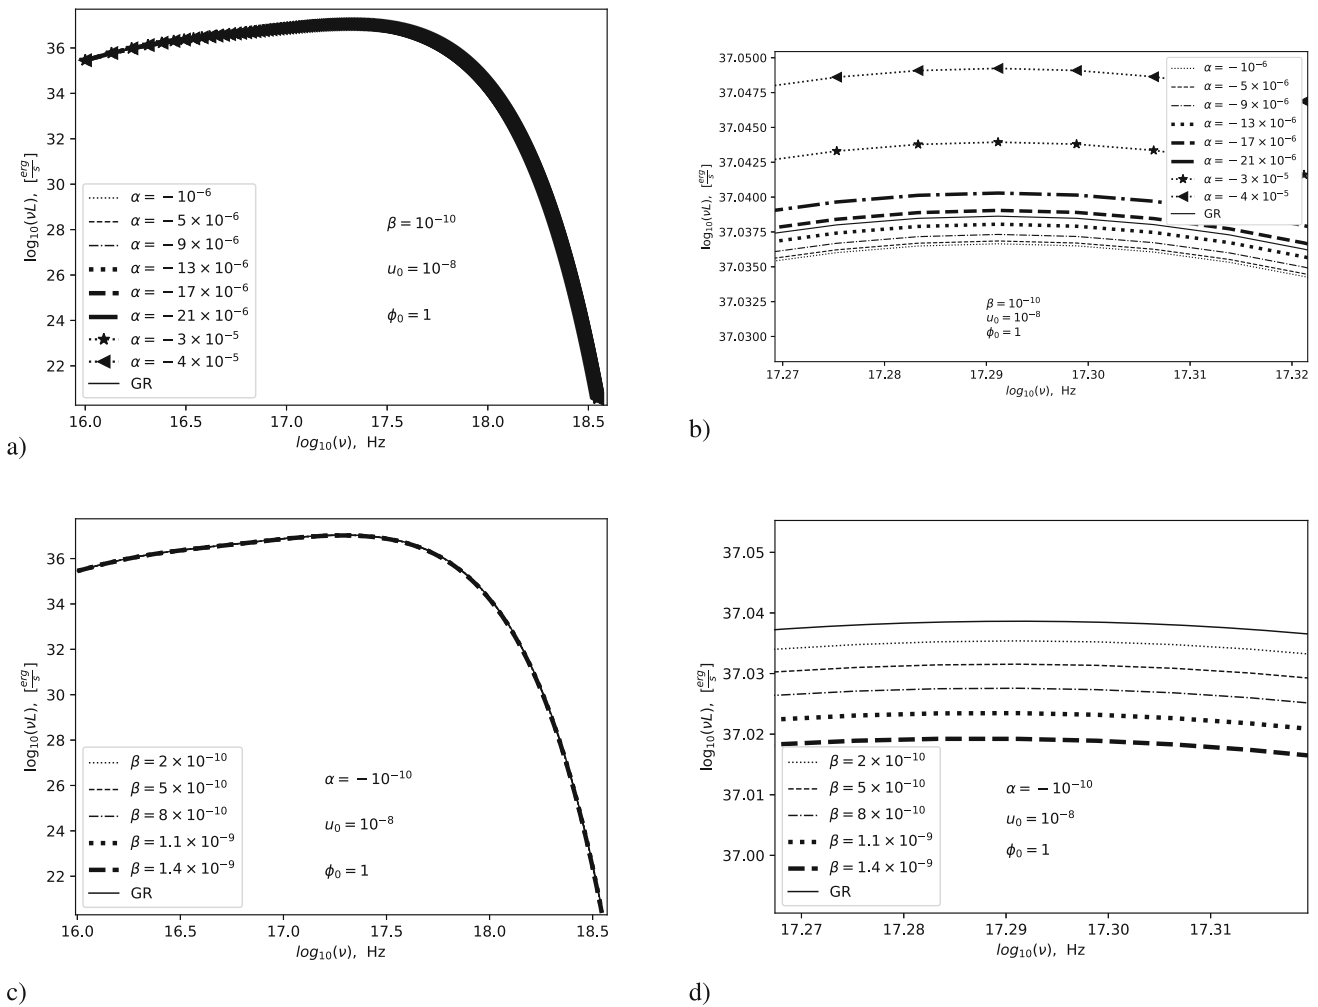 36
34
32
30
28
26
24
22
log₁₀(νL), [erg/s]
α = −10⁻⁶
α = −5 × 10⁻⁶
α = −9 × 10⁻⁶
α = −13 × 10⁻⁶
α = −17 × 10⁻⁶
α = −21 × 10⁻⁶
α = −3 × 10⁻⁵
α = −4 × 10⁻⁵
GR
β = 10⁻¹⁰
u₀ = 10⁻⁸
ϕ₀ = 1
16.0 16.5 17.0 17.5 18.0 18.5
log₁₀(ν), Hz
a)
37.0500
37.0475
37.0450
37.0425
37.0400
37.0375
37.0350
37.0325
37.0300
log₁₀(νL), [erg/s]
α = −10⁻⁶
α = −5 × 10⁻⁶
α = −9 × 10⁻⁶
α = −13 × 10⁻⁶
α = −17 × 10⁻⁶
α = −21 × 10⁻⁶
α = −3 × 10⁻⁵
α = −4 × 10⁻⁵
GR
β = 10⁻¹⁰
u₀ = 10⁻⁸
ϕ₀ = 1
17.27 17.28 17.29 17.30 17.31 17.32
log₁₀(ν), Hz
b)
36
34
32
30
28
26
24
22
log₁₀(νL), [erg/s]
β = 2 × 10⁻¹⁰
β = 5 × 10⁻¹⁰
β = 8 × 10⁻¹⁰
β = 1.1 × 10⁻⁹
β = 1.4 × 10⁻⁹
GR
α = −10⁻¹⁰
u₀ = 10⁻⁸
ϕ₀ = 1
16.0 16.5 17.0 17.5 18.0 18.5
log₁₀(ν), Hz
c)
37.05
37.04
37.03
37.02
37.01
37.00
log₁₀(νL), [erg/s]
β = 2 × 10⁻¹⁰
β = 5 × 10⁻¹⁰
β = 8 × 10⁻¹⁰
β = 1.1 × 10⁻⁹
β = 1.4 × 10⁻⁹
GR
α = −10⁻¹⁰
u₀ = 10⁻⁸
ϕ₀ = 1
17.27 17.28 17.29 17.30 17.31
log₁₀(ν), Hz
d)